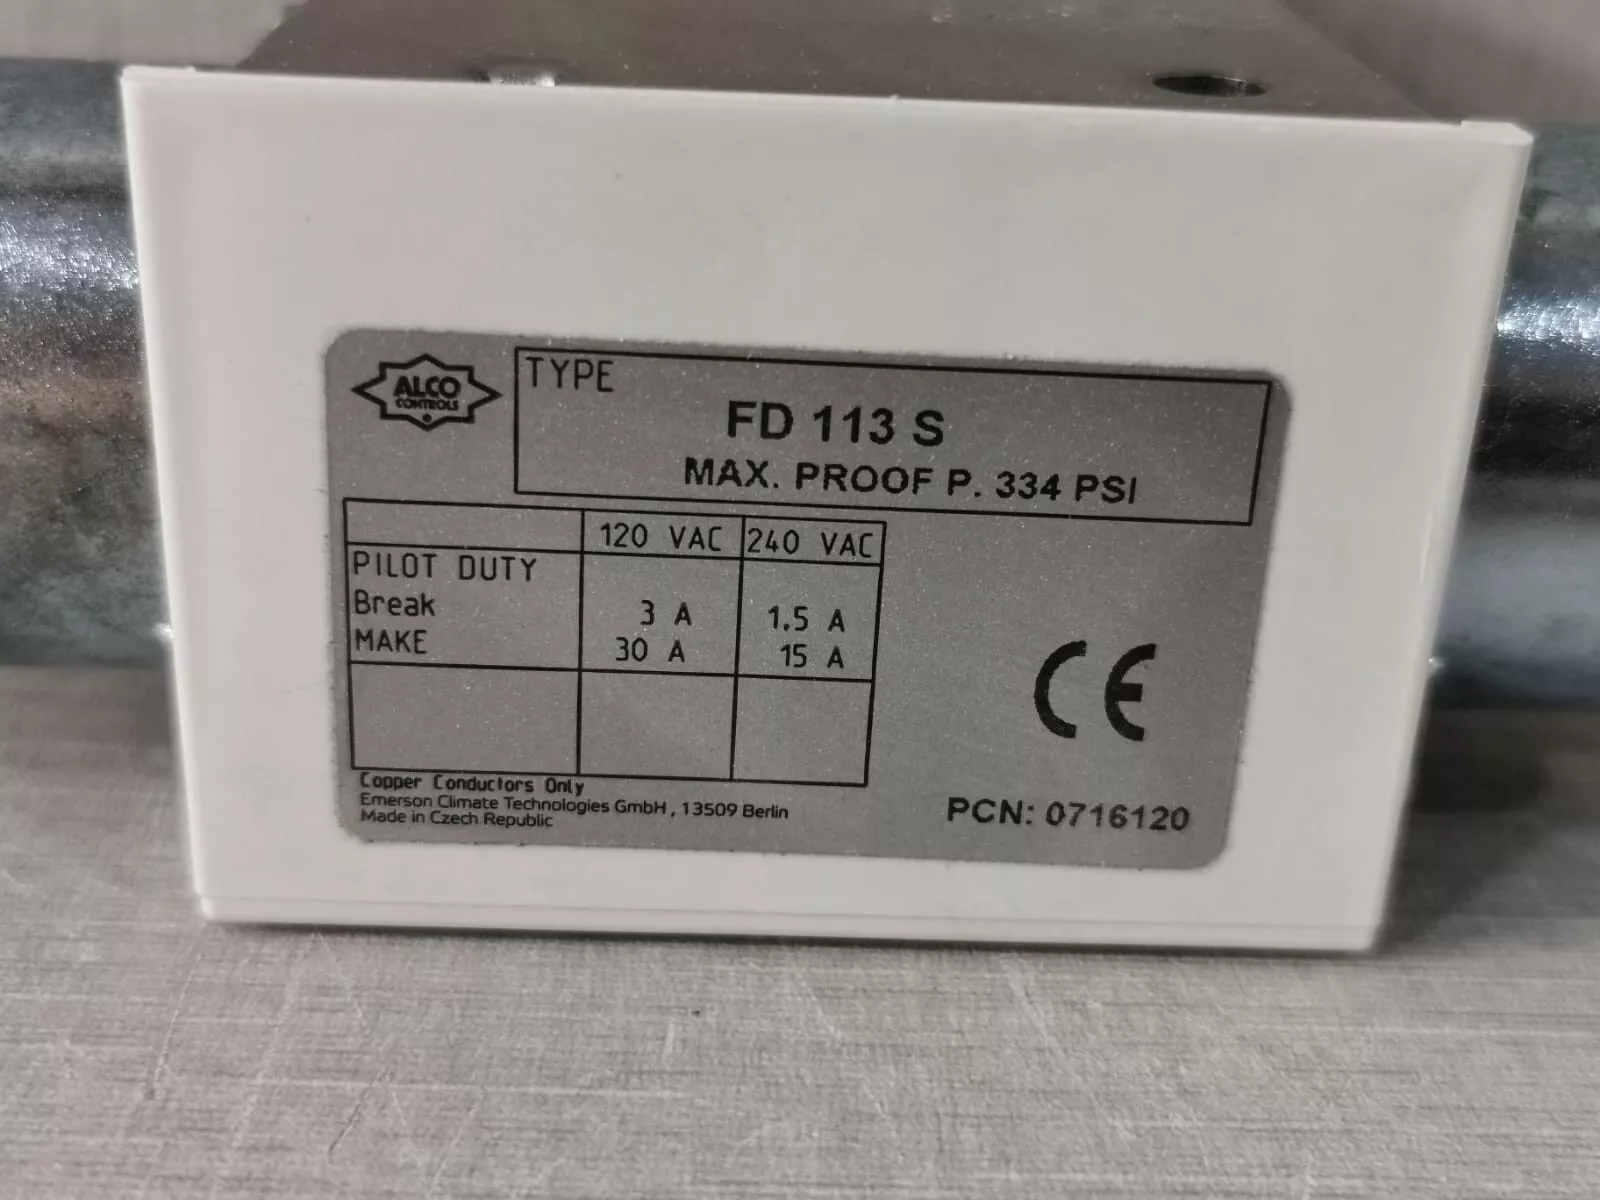 ALCO
CONTROLS
TYPE
FD 113 S
MAX. PROOF P. 334 PSI
120 VAC 240 VAC
PILOT DUTY
Break 3 A 1.5 A
MAKE 30 A 15 A
CE
Copper Conductors Only
Emerson Climate Technologies GmbH , 13509 Berlin
Made in Czech Republic
PCN: 0716120